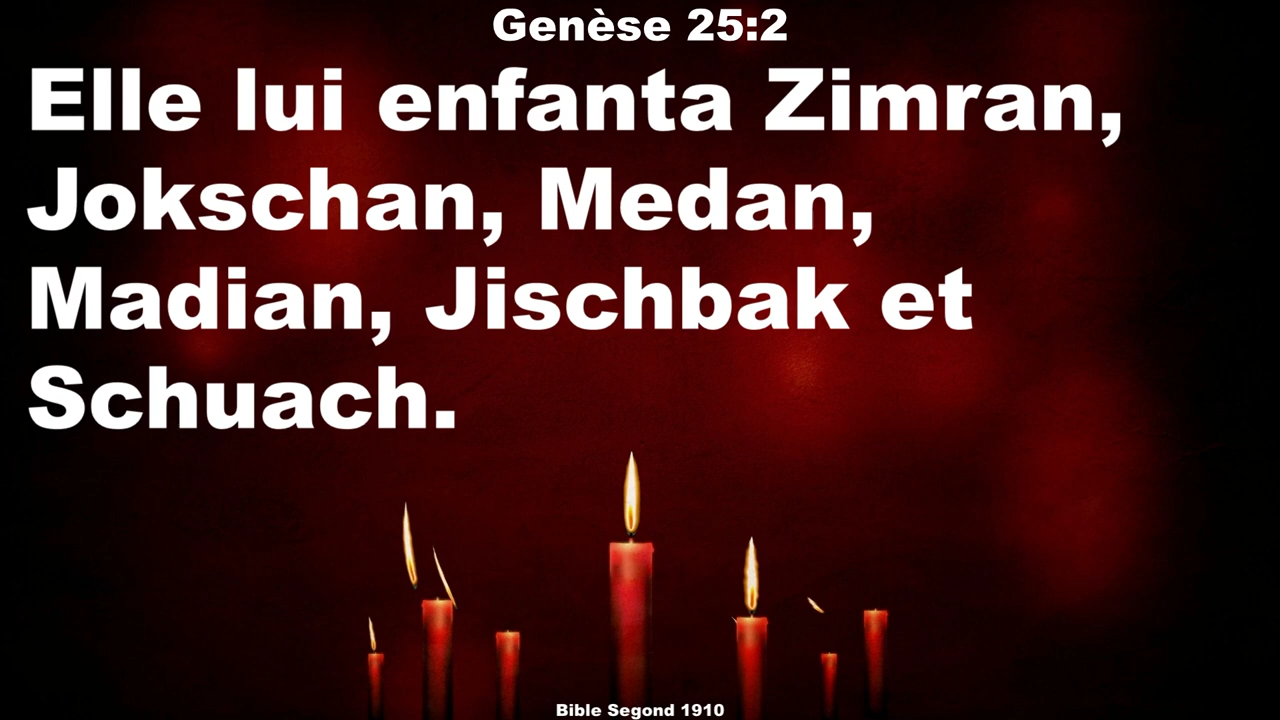 Genèse 25:2
Elle lui enfanta Zimran,
Jokschan, Medan,
Madian, Jischbak et
Schuach.
Bible Segond 1910